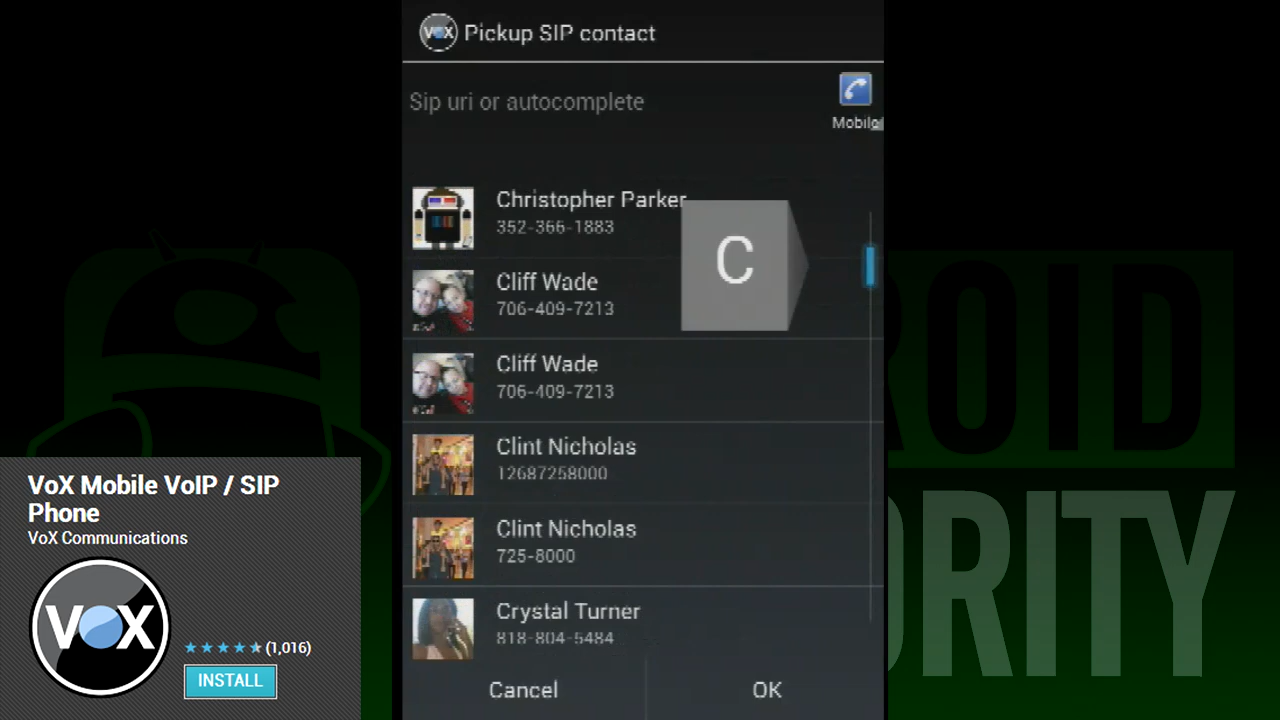 Pickup SIP contact
Sip uri or autocomplete
Mobile
Christopher Parker
352-366-1883
C
Cliff Wade
706-409-7213
Cliff Wade
706-409-7213
Clint Nicholas
12687258000
Clint Nicholas
725-8000
Crystal Turner
818-804-5484
Cancel
OK
VoX Mobile VoIP / SIP
Phone
VoX Communications
VoX
(1,016)
INSTALL
ROID
ORITY